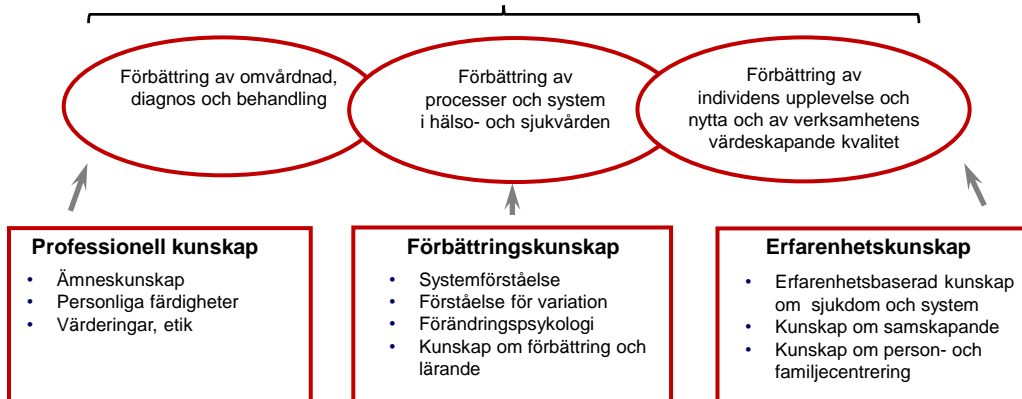 Förbättring av omvårdnad,
diagnos och behandling
Förbättring av
processer och system
i hälso- och sjukvården
Förbättring av
individens upplevelse och
nytta och av verksamhetens
värdeskapande kvalitet
Professionell kunskap
• Ämneskunskap
• Personliga färdigheter
• Värderingar, etik
Förbättringskunskap
• Systemförståelse
• Förståelse för variation
• Förändringspsykologi
• Kunskap om förbättring och
lärande
Erfarenhetskunskap
• Erfarenhetsbaserad kunskap
om sjukdom och system
• Kunskap om samskapande
• Kunskap om person- och
familjecentrering